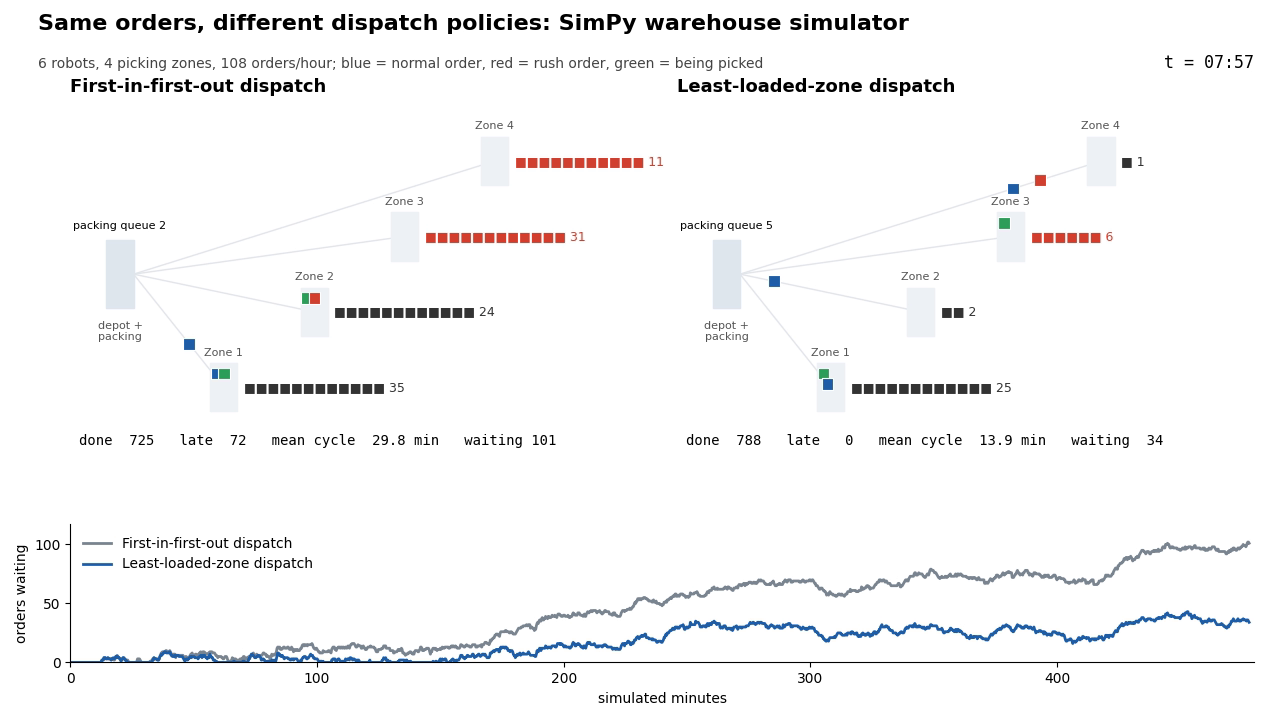 Same orders, different dispatch policies: SimPy warehouse simulator
6 robots, 4 picking zones, 108 orders/hour; blue = normal order, red = rush order, green = being picked
t = 07:57
First-in-first-out dispatch
Zone 4
11
Zone 3
31
packing queue 2
Zone 2
24
depot +
packing
Zone 1
35
done 725 late 72 mean cycle 29.8 min waiting 101
Least-loaded-zone dispatch
Zone 4
1
Zone 3
6
packing queue 5
Zone 2
2
depot +
packing
Zone 1
25
done 788 late 0 mean cycle 13.9 min waiting 34
orders waiting
100
50
0
First-in-first-out dispatch
Least-loaded-zone dispatch
0 100 200 300 400
simulated minutes